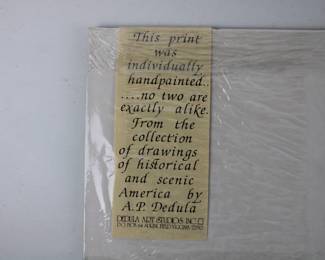 This print
was
individually
handpainted..
....no two are
exactly alike.
From the
collection
of drawings
of historical
and scenic
America by
A.P. Dedula
DEDULA ART STUDIOS INC.
P.O. BOX